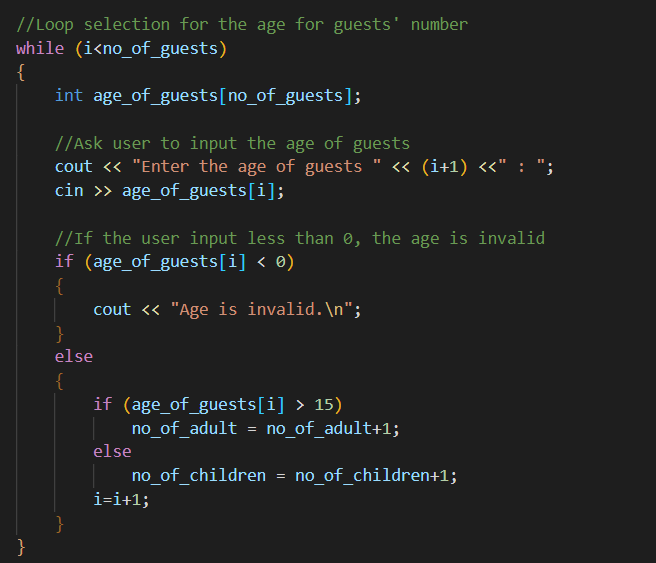 //Loop selection for the age for guests' number
while (i<no_of_guests)
{
    int age_of_guests[no_of_guests];

    //Ask user to input the age of guests
    cout << "Enter the age of guests " << (i+1) <<" : ";
    cin >> age_of_guests[i];

    //If the user input less than 0, the age is invalid
    if (age_of_guests[i] < 0)
    {
        cout << "Age is invalid.\n";
    }
    else
    {
        if (age_of_guests[i] > 15)
            no_of_adult = no_of_adult+1;
        else
            no_of_children = no_of_children+1;
        i=i+1;
    }
}